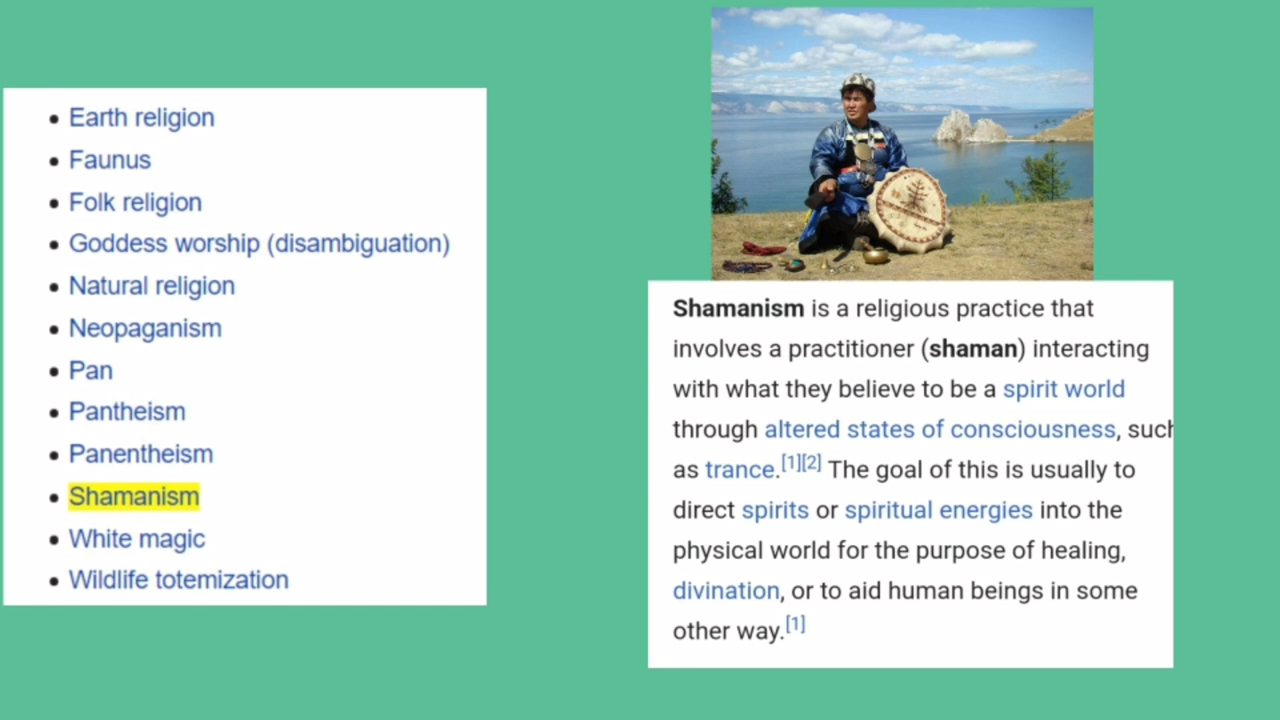 Earth religion
Faunus
Folk religion
Goddess worship (disambiguation)
Natural religion
Neopaganism
Pan
Pantheism
Panentheism
Shamanism
White magic
Wildlife totemization
Shamanism is a religious practice that
involves a practitioner (shaman) interacting
with what they believe to be a spirit world
through altered states of consciousness, such
as trance.[1][2] The goal of this is usually to
direct spirits or spiritual energies into the
physical world for the purpose of healing,
divination, or to aid human beings in some
other way.[1]